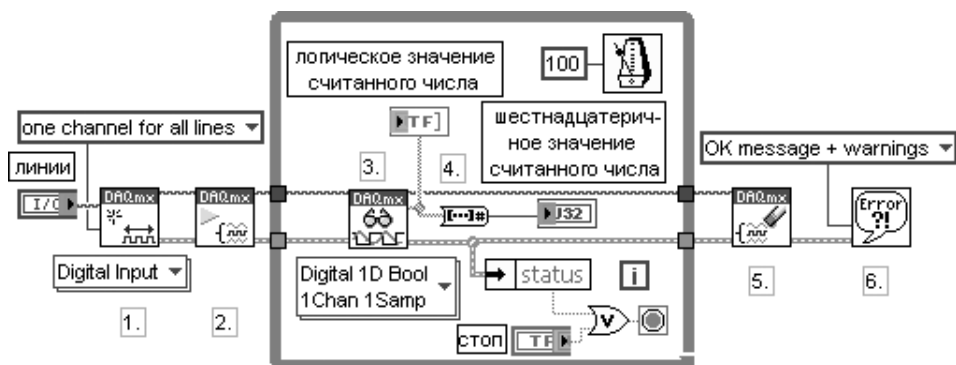 логическое значение
считанного числа
100
шестнадцатерич-
ное значение
считанного числа
one channel for all lines
OK message + warnings
линии
TF
3.
4.
I/O
DAQmx
DAQmx
DAQmx
DAQmx
Error
?!
[...]#
U32
Digital Input
Digital 1D Bool
1Chan 1Samp
status
i
1.
2.
5.
6.
V
стоп
TF